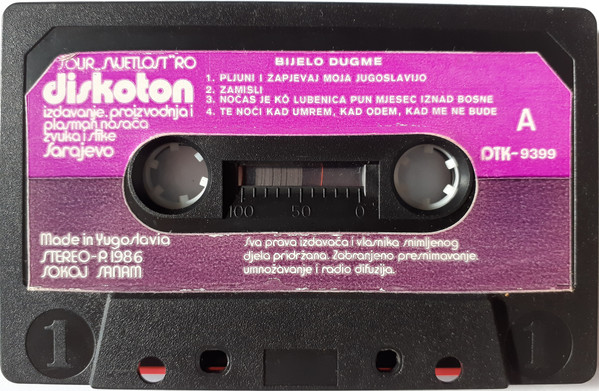 SOUR „SVJETLOST” RO
diskoton
izdavanje, proizvodnja i
plasman nosača
zvuka i slike
Sarajevo
BIJELO DUGME
1. PLJUNI I ZAPJEVAJ MOJA JUGOSLAVIJO
2. ZAMISLI
3. NOĆAS JE KÔ LUBENICA PUN MJESEC IZNAD BOSNE
4. TE NOĆI KAD UMREM, KAD ODEM, KAD ME NE BUDE
A
DTK-9399
100 50 0
Made in Yugoslavia
STEREO-R 1986
SOKOJ SANAM
Sva prava izdavača i vlasnika snimljenog
djela pridržana. Zabranjeno presnimavanje,
umnožavanje i radio difuzija.
1 1